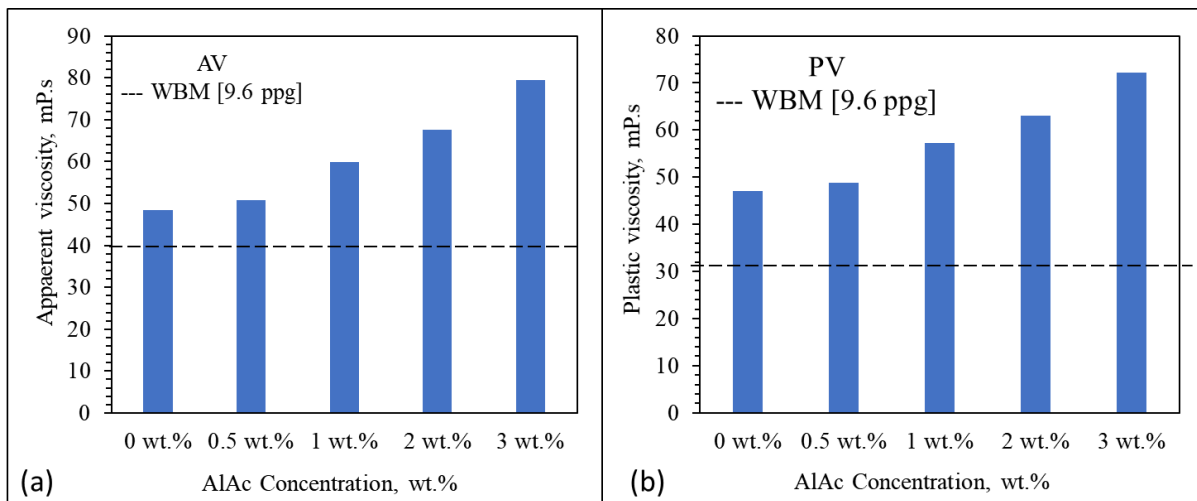 90
80
70
60
50
40
30
20
10
0
Appaerent viscosity, mP.s
AV
--- WBM [9.6 ppg]
0 wt.% 0.5 wt.% 1 wt.% 2 wt.% 3 wt.%
AlAc Concentration, wt.%
(a)
80
70
60
50
40
30
20
10
0
Plastic viscosity, mP.s
PV
--- WBM [9.6 ppg]
0 wt.% 0.5 wt.% 1 wt.% 2 wt.% 3 wt.%
AlAc Concentration, wt.%
(b)